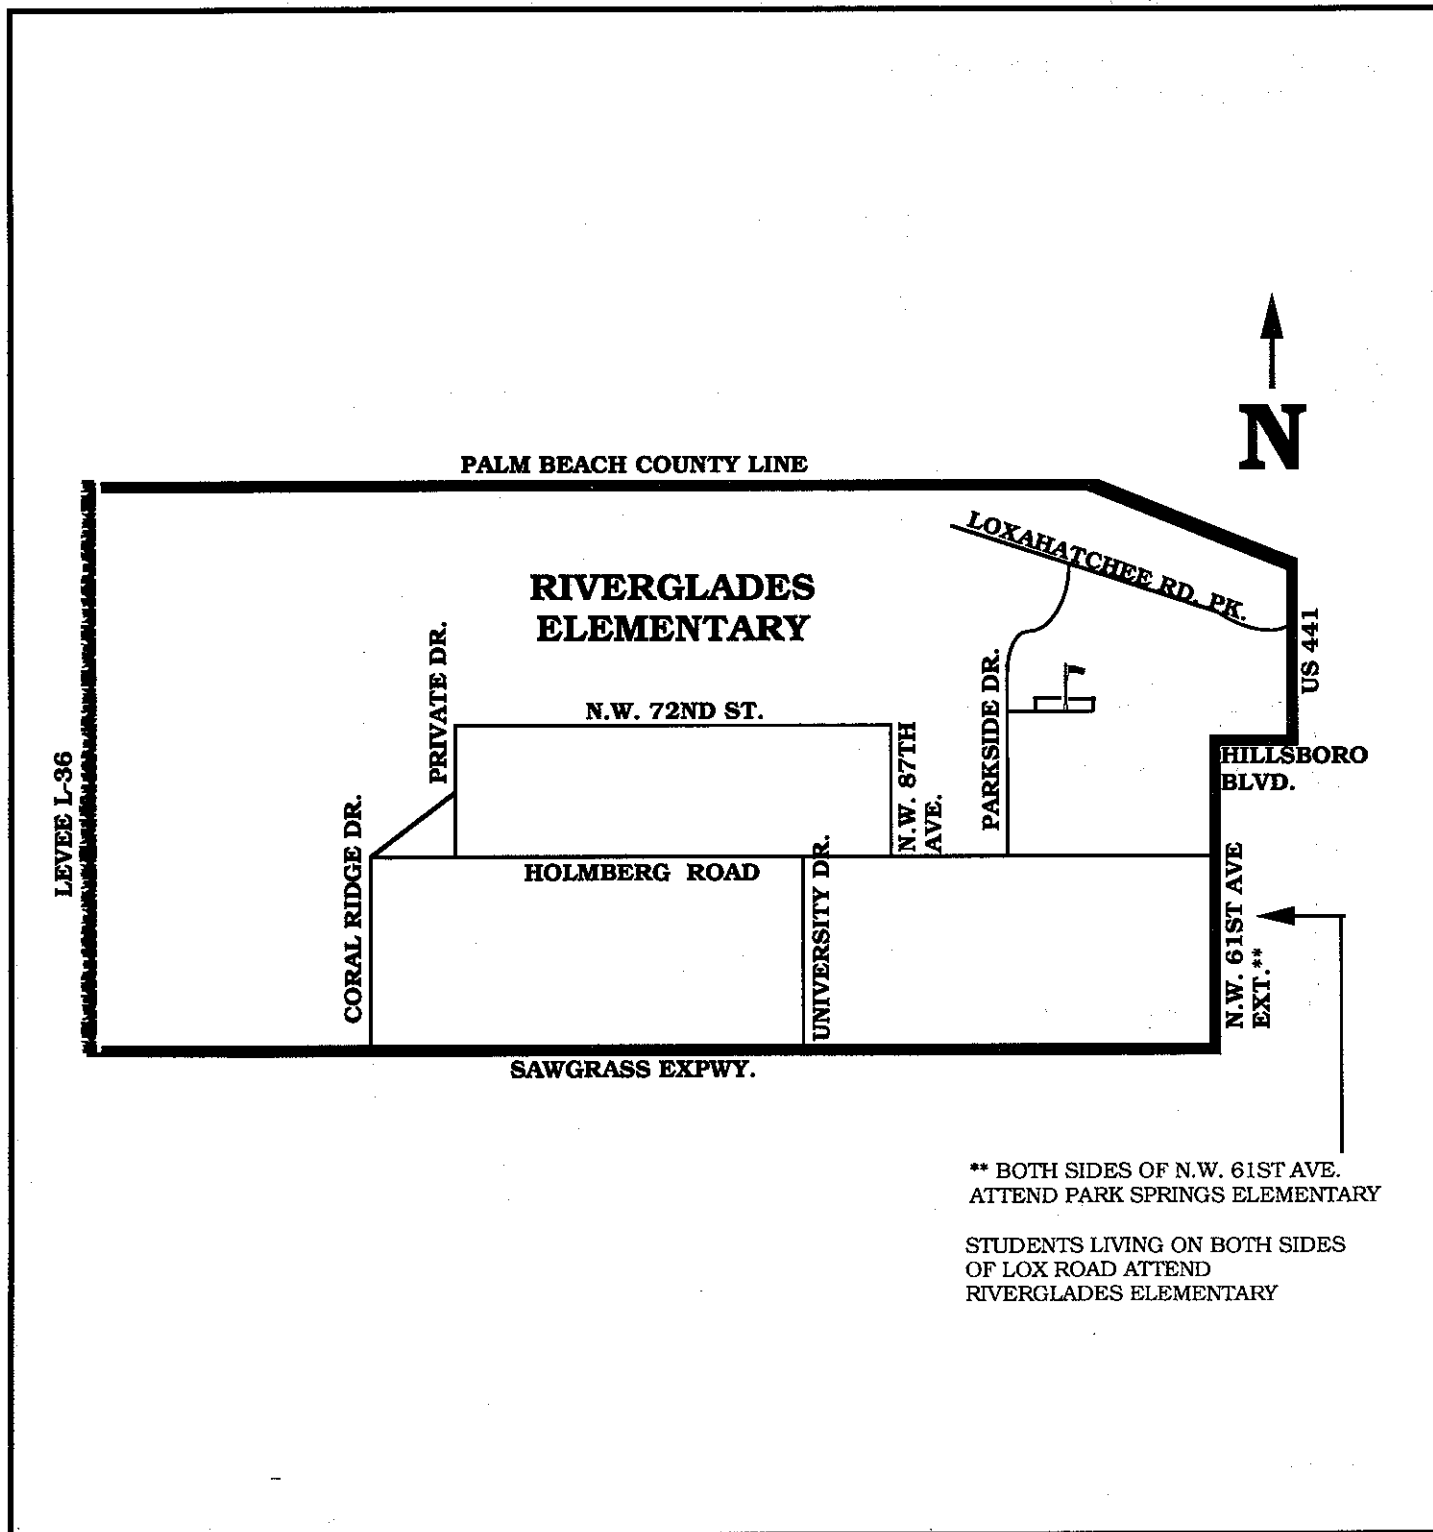 N
PALM BEACH COUNTY LINE
LOXAHATCHEE RD. PK.
RIVERGLADES
ELEMENTARY
US 441
PRIVATE DR.
PARKSIDE DR.
N.W. 72ND ST.
N.W. 87TH
AVE.
HILLSBORO
BLVD.
LEVEE L-36
CORAL RIDGE DR.
HOLMBERG ROAD
UNIVERSITY DR.
N.W. 61ST AVE
EXT.**
SAWGRASS EXPWY.
** BOTH SIDES OF N.W. 61ST AVE.
ATTEND PARK SPRINGS ELEMENTARY
STUDENTS LIVING ON BOTH SIDES
OF LOX ROAD ATTEND
RIVERGLADES ELEMENTARY